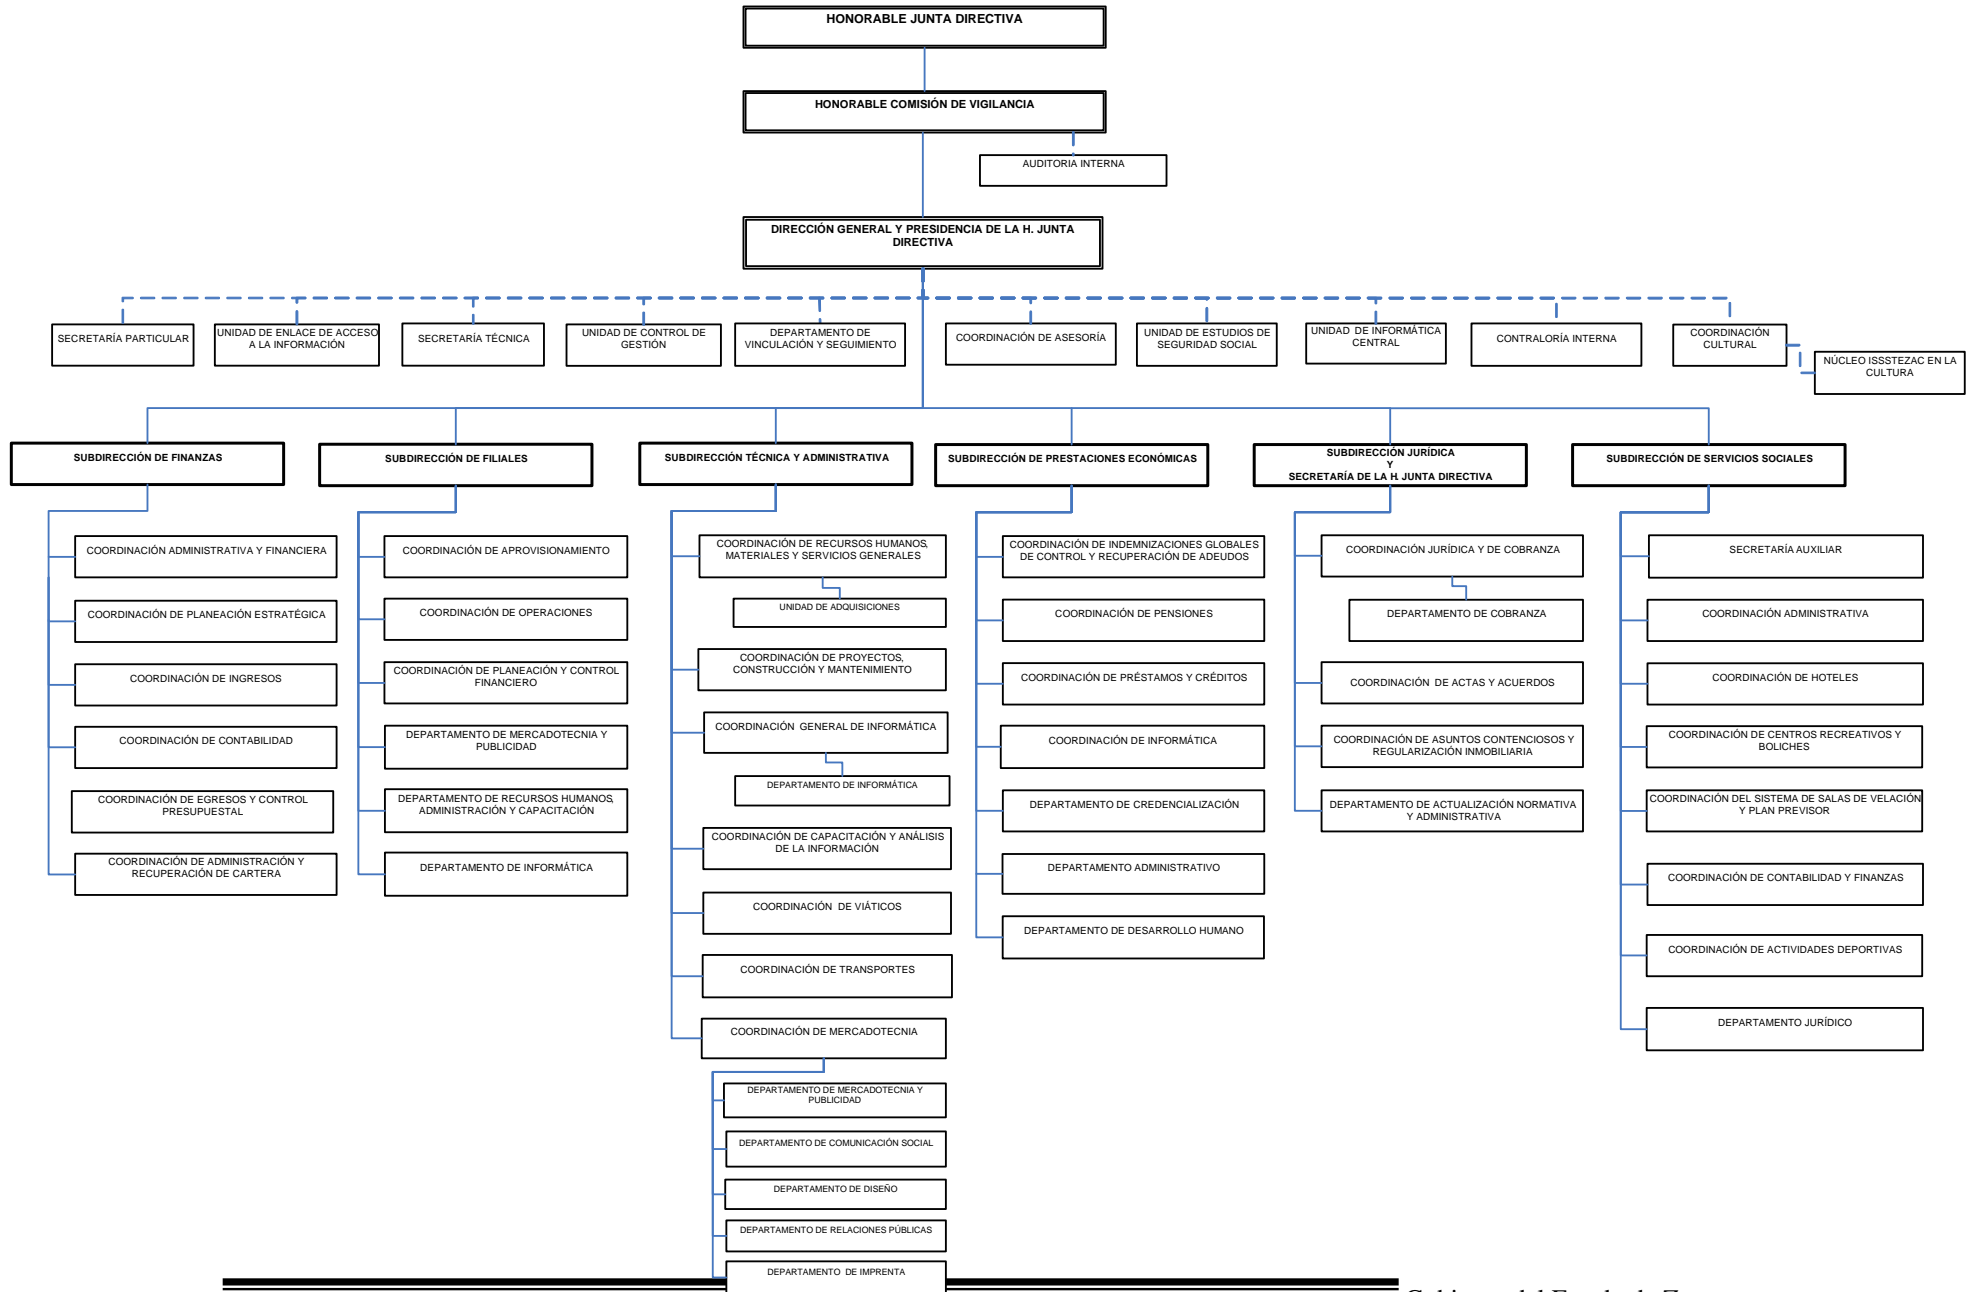 HONORABLE JUNTA DIRECTIVA
HONORABLE COMISIÓN DE VIGILANCIA
AUDITORIA INTERNA
DIRECCIÓN GENERAL Y PRESIDENCIA DE LA H. JUNTA
DIRECTIVA
SECRETARÍA PARTICULAR
UNIDAD DE ENLACE DE ACCESO
A LA INFORMACIÓN
SECRETARÍA TÉCNICA
UNIDAD DE CONTROL DE
GESTIÓN
DEPARTAMENTO DE
VINCULACIÓN Y SEGUIMIENTO
COORDINACIÓN DE ASESORÍA
UNIDAD DE ESTUDIOS DE
SEGURIDAD SOCIAL
UNIDAD DE INFORMÁTICA
CENTRAL
CONTRALORÍA INTERNA
COORDINACIÓN
CULTURAL
NÚCLEO ISSSTEZAC EN LA
CULTURA
SUBDIRECCIÓN DE FINANZAS
COORDINACIÓN ADMINISTRATIVA Y FINANCIERA
COORDINACIÓN DE PLANEACIÓN ESTRATÉGICA
COORDINACIÓN DE INGRESOS
COORDINACIÓN DE CONTABILIDAD
COORDINACIÓN DE EGRESOS Y CONTROL
PRESUPUESTAL
COORDINACIÓN DE ADMINISTRACIÓN Y
RECUPERACIÓN DE CARTERA
SUBDIRECCIÓN DE FILIALES
COORDINACIÓN DE APROVISIONAMIENTO
COORDINACIÓN DE OPERACIONES
COORDINACIÓN DE PLANEACIÓN Y CONTROL
FINANCIERO
DEPARTAMENTO DE MERCADOTECNIA Y
PUBLICIDAD
DEPARTAMENTO DE RECURSOS HUMANOS,
ADMINISTRACIÓN Y CAPACITACIÓN
DEPARTAMENTO DE INFORMÁTICA
SUBDIRECCIÓN TÉCNICA Y ADMINISTRATIVA
COORDINACIÓN DE RECURSOS HUMANOS,
MATERIALES Y SERVICIOS GENERALES
UNIDAD DE ADQUISICIONES
COORDINACIÓN DE PROYECTOS,
CONSTRUCCIÓN Y MANTENIMIENTO
COORDINACIÓN GENERAL DE INFORMÁTICA
DEPARTAMENTO DE INFORMÁTICA
COORDINACIÓN DE CAPACITACIÓN Y ANÁLISIS
DE LA INFORMACIÓN
COORDINACIÓN DE VIÁTICOS
COORDINACIÓN DE TRANSPORTES
COORDINACIÓN DE MERCADOTECNIA
DEPARTAMENTO DE MERCADOTECNIA Y
PUBLICIDAD
DEPARTAMENTO DE COMUNICACIÓN SOCIAL
DEPARTAMENTO DE DISEÑO
DEPARTAMENTO DE RELACIONES PÚBLICAS
DEPARTAMENTO DE IMPRENTA
SUBDIRECCIÓN DE PRESTACIONES ECONÓMICAS
COORDINACIÓN DE INDEMNIZACIONES GLOBALES
DE CONTROL Y RECUPERACIÓN DE ADEUDOS
COORDINACIÓN DE PENSIONES
COORDINACIÓN DE PRÉSTAMOS Y CRÉDITOS
COORDINACIÓN DE INFORMÁTICA
DEPARTAMENTO DE CREDENCIALIZACIÓN
DEPARTAMENTO ADMINISTRATIVO
DEPARTAMENTO DE DESARROLLO HUMANO
SUBDIRECCIÓN JURÍDICA
Y
SECRETARÍA DE LA H. JUNTA DIRECTIVA
COORDINACIÓN JURÍDICA Y DE COBRANZA
DEPARTAMENTO DE COBRANZA
COORDINACIÓN DE ACTAS Y ACUERDOS
COORDINACIÓN DE ASUNTOS CONTENCIOSOS Y
REGULARIZACIÓN INMOBILIARIA
DEPARTAMENTO DE ACTUALIZACIÓN NORMATIVA
Y ADMINISTRATIVA
SUBDIRECCIÓN DE SERVICIOS SOCIALES
SECRETARÍA AUXILIAR
COORDINACIÓN ADMINISTRATIVA
COORDINACIÓN DE HOTELES
COORDINACIÓN DE CENTROS RECREATIVOS Y
BOLICHES
COORDINACIÓN DEL SISTEMA DE SALAS DE VELACIÓN
Y PLAN PREVISOR
COORDINACIÓN DE CONTABILIDAD Y FINANZAS
COORDINACIÓN DE ACTIVIDADES DEPORTIVAS
DEPARTAMENTO JURÍDICO